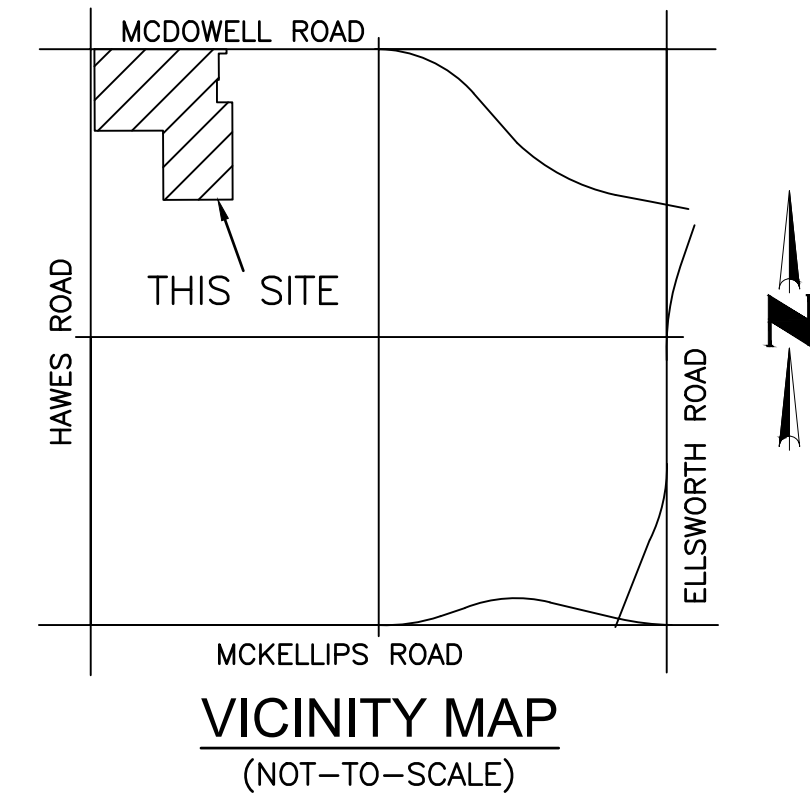 MCDOWELL ROAD
THIS SITE
HAWES ROAD
N
ELLSWORTH ROAD
MCKELLIPS ROAD
VICINITY MAP
(NOT-TO-SCALE)